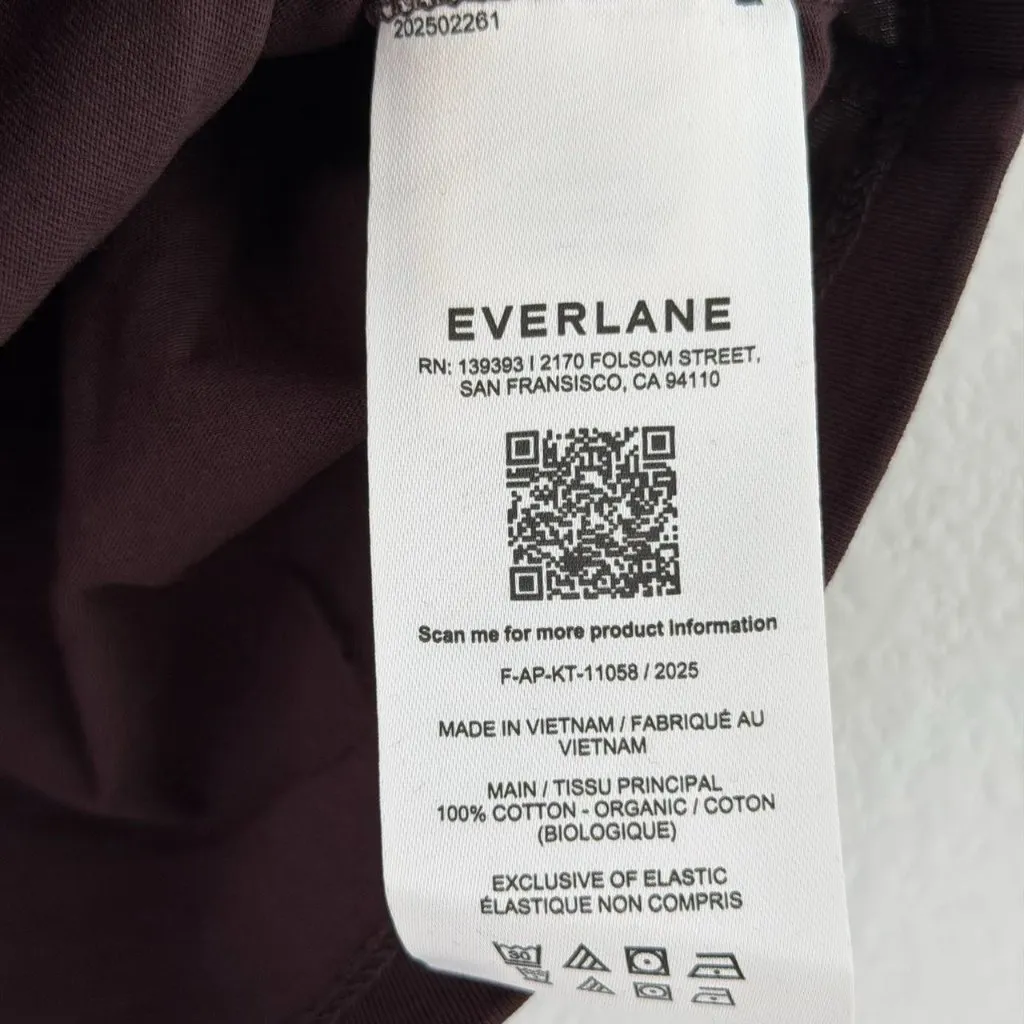 202502261
EVERLANE
RN: 139393 | 2170 FOLSOM STREET,
SAN FRANSISCO, CA 94110
Scan me for more product Information
F-AP-KT-11058 / 2025
MADE IN VIETNAM / FABRIQUÉ AU
VIETNAM
MAIN / TISSU PRINCIPAL
100% COTTON - ORGANIC / COTON
(BIOLOGIQUE)
EXCLUSIVE OF ELASTIC
ÉLASTIQUE NON COMPRIS
30